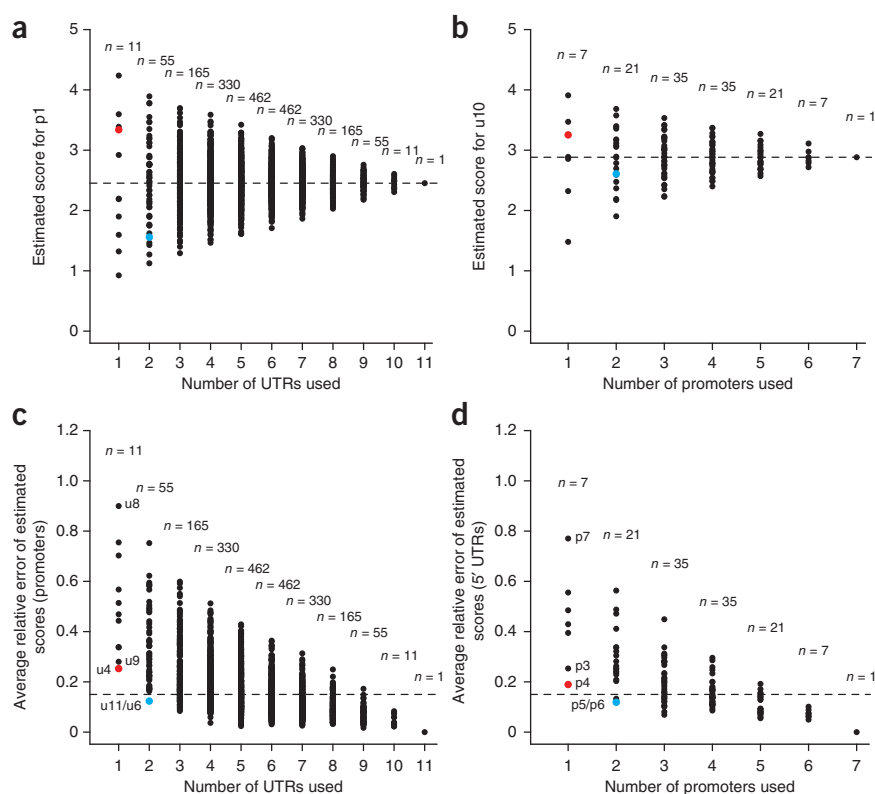 a
5
4
3
2
1
0
Estimated score for p1
n = 11
n = 55
n = 165
n = 330
n = 462
n = 462
n = 330
n = 165
n = 55
n = 11
n = 1
1 2 3 4 5 6 7 8 9 10 11
Number of UTRs used
b
5
4
3
2
1
0
Estimated score for u10
n = 7
n = 21
n = 35
n = 35
n = 21
n = 7
n = 1
1 2 3 4 5 6 7
Number of promoters used
c
1.2
1.0
0.8
0.6
0.4
0.2
0
Average relative error of estimated
scores (promoters)
n = 11
n = 55
n = 165
n = 330
n = 462
n = 462
n = 330
n = 165
n = 55
n = 11
n = 1
u8
u9
u4
u11/u6
1 2 3 4 5 6 7 8 9 10 11
Number of UTRs used
d
1.2
1.0
0.8
0.6
0.4
0.2
0
Average relative error of estimated
scores (5′ UTRs)
n = 7
n = 21
n = 35
n = 35
n = 21
n = 7
n = 1
p7
p3
p4
p5/p6
1 2 3 4 5 6 7
Number of promoters used